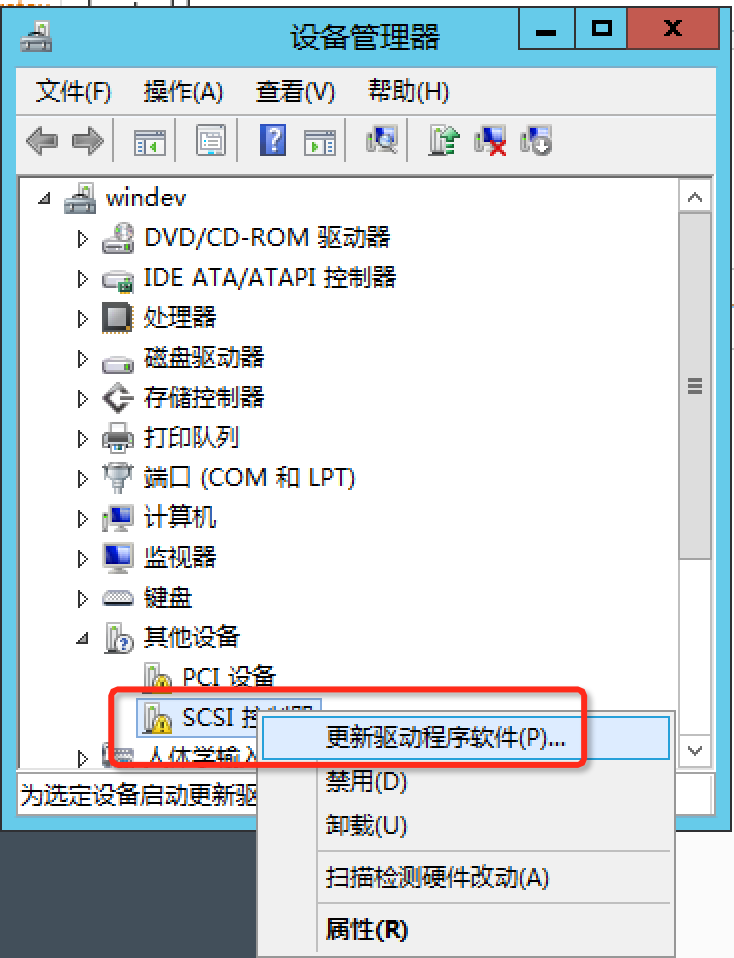 设备管理器
文件(F) 操作(A) 查看(V) 帮助(H)
windev
DVD/CD-ROM 驱动器
IDE ATA/ATAPI 控制器
处理器
磁盘驱动器
存储控制器
打印队列
端口 (COM 和 LPT)
计算机
监视器
键盘
其他设备
PCI 设备
SCSI 控制器
人体学输入
更新驱动程序软件(P)...
禁用(D)
卸载(U)
扫描检测硬件改动(A)
属性(R)
为选定设备启动更新驱